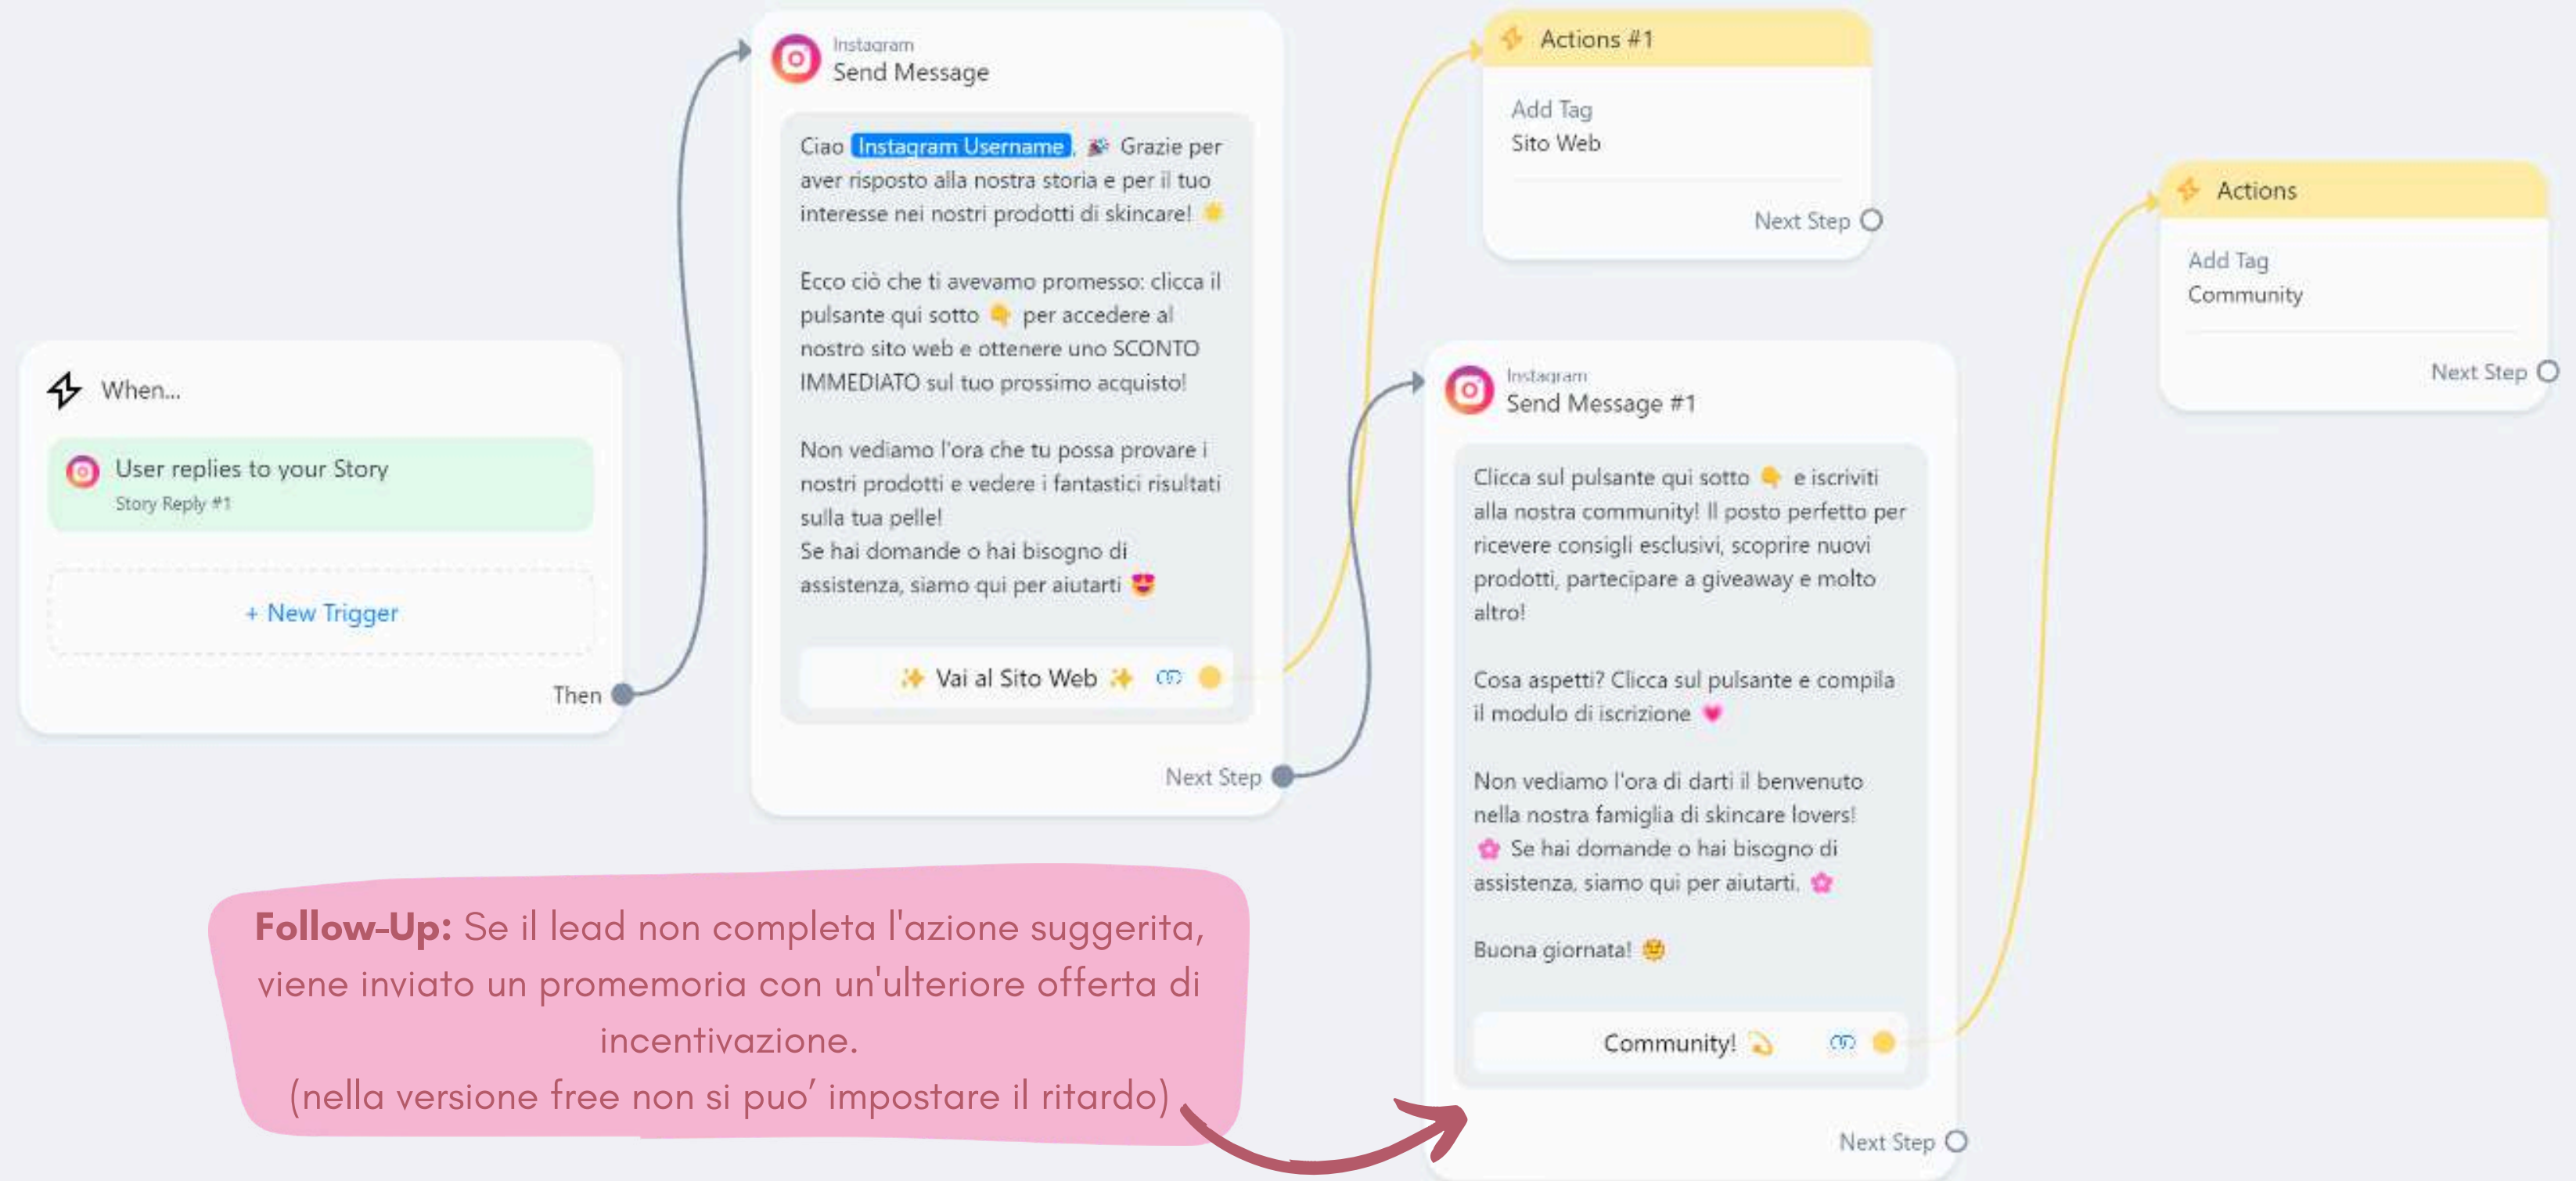 When...
User replies to your Story
Story Reply #1
+ New Trigger
Then
Instagram
Send Message
Ciao Instagram Username, 🎉 Grazie per
aver risposto alla nostra storia e per il tuo
interesse nei nostri prodotti di skincare! 🌟
Ecco ciò che ti avevamo promesso: clicca il
pulsante qui sotto 👇 per accedere al
nostro sito web e ottenere uno SCONTO
IMMEDIATO sul tuo prossimo acquisto!
Non vediamo l'ora che tu possa provare i
nostri prodotti e vedere i fantastici risultati
sulla tua pelle!
Se hai domande o hai bisogno di
assistenza, siamo qui per aiutarti 😍
✨ Vai al Sito Web ✨
Next Step
Actions #1
Add Tag
Sito Web
Next Step
Instagram
Send Message #1
Clicca sul pulsante qui sotto 👇 e iscriviti
alla nostra community! Il posto perfetto per
ricevere consigli esclusivi, scoprire nuovi
prodotti, partecipare a giveaway e molto
altro!
Cosa aspetti? Clicca sul pulsante e compila
il modulo di iscrizione 💗
Non vediamo l'ora di darti il benvenuto
nella nostra famiglia di skincare lovers!
🌸 Se hai domande o hai bisogno di
assistenza, siamo qui per aiutarti. 🌸
Buona giornata! 🌞
Community! 💫
Next Step
Actions
Add Tag
Community
Next Step
Follow-Up: Se il lead non completa l'azione suggerita,
viene inviato un promemoria con un'ulteriore offerta di
incentivazione.
(nella versione free non si puo' impostare il ritardo)